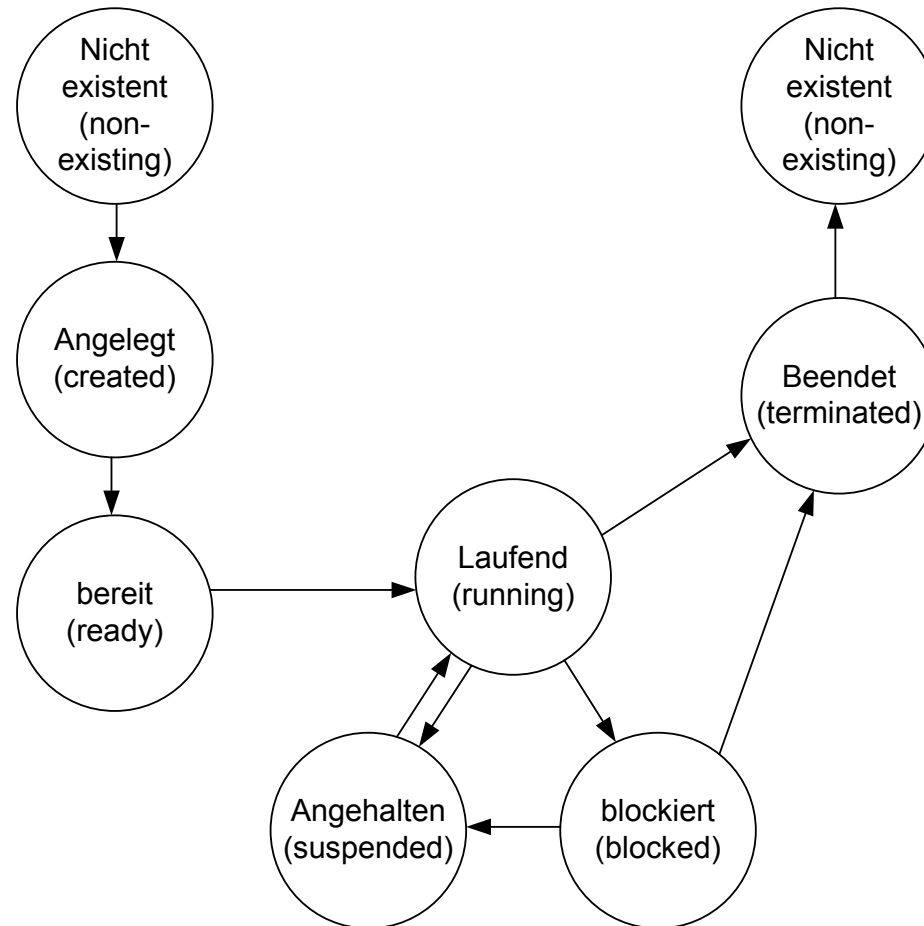 Nicht
existent
(non-
existing)
Nicht
existent
(non-
existing)
Angelegt
(created)
Beendet
(terminated)
Laufend
(running)
bereit
(ready)
Angehalten
(suspended)
blockiert
(blocked)